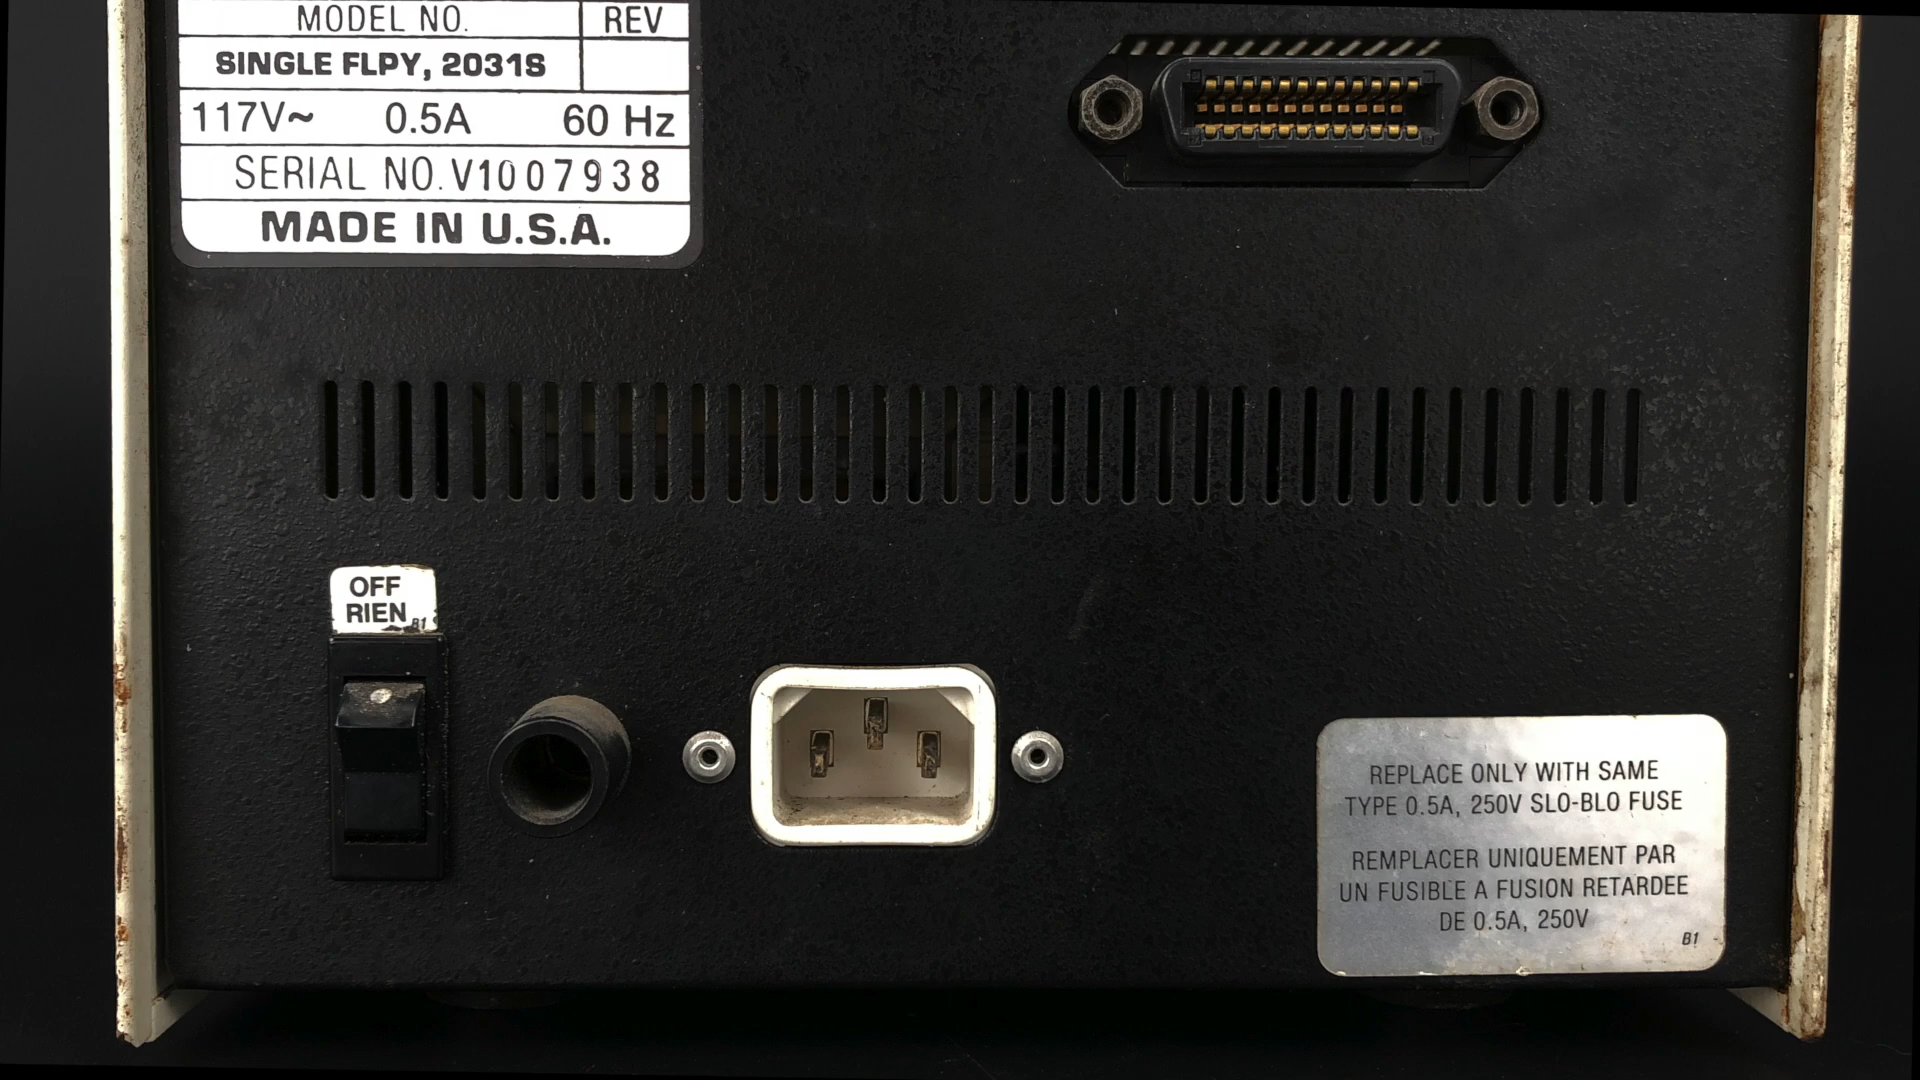 MODEL NO. REV
SINGLE FLPY, 2031S
117V~ 0.5A 60 Hz
SERIAL NO. V1007938
MADE IN U.S.A.
OFF
RIEN
B1
REPLACE ONLY WITH SAME
TYPE 0.5A, 250V SLO-BLO FUSE
REMPLACER UNIQUEMENT PAR
UN FUSIBLE A FUSION RETARDEE
DE 0.5A, 250V
B1